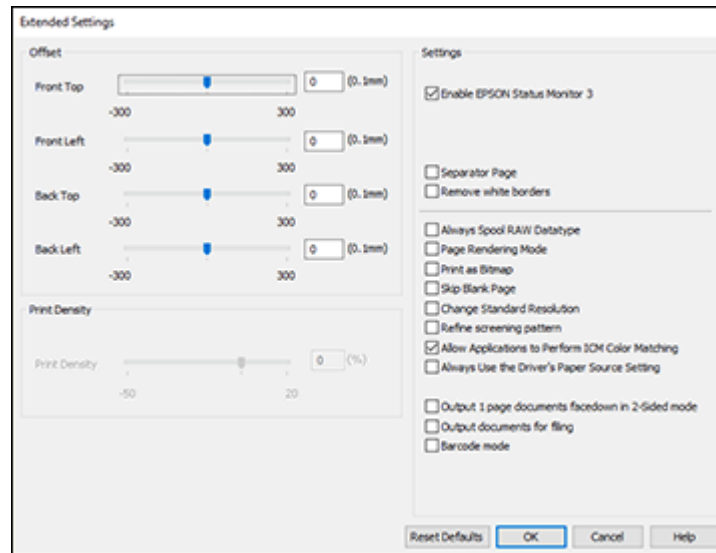 Extended Settings
Offset
Front Top
0 (0.1mm)
-300 300
Front Left
0 (0.1mm)
-300 300
Back Top
0 (0.1mm)
-300 300
Back Left
0 (0.1mm)
-300 300
Print Density
Print Density
0 (%)
-50 20
Settings
Enable EPSON Status Monitor 3
Separator Page
Remove white borders
Always Spool RAW Datatype
Page Rendering Mode
Print as Bitmap
Skip Blank Page
Change Standard Resolution
Refine screening pattern
Allow Applications to Perform ICM Color Matching
Always Use the Driver's Paper Source Setting
Output 1 page documents facedown in 2-Sided mode
Output documents for filing
Barcode mode
Reset Defaults OK Cancel Help